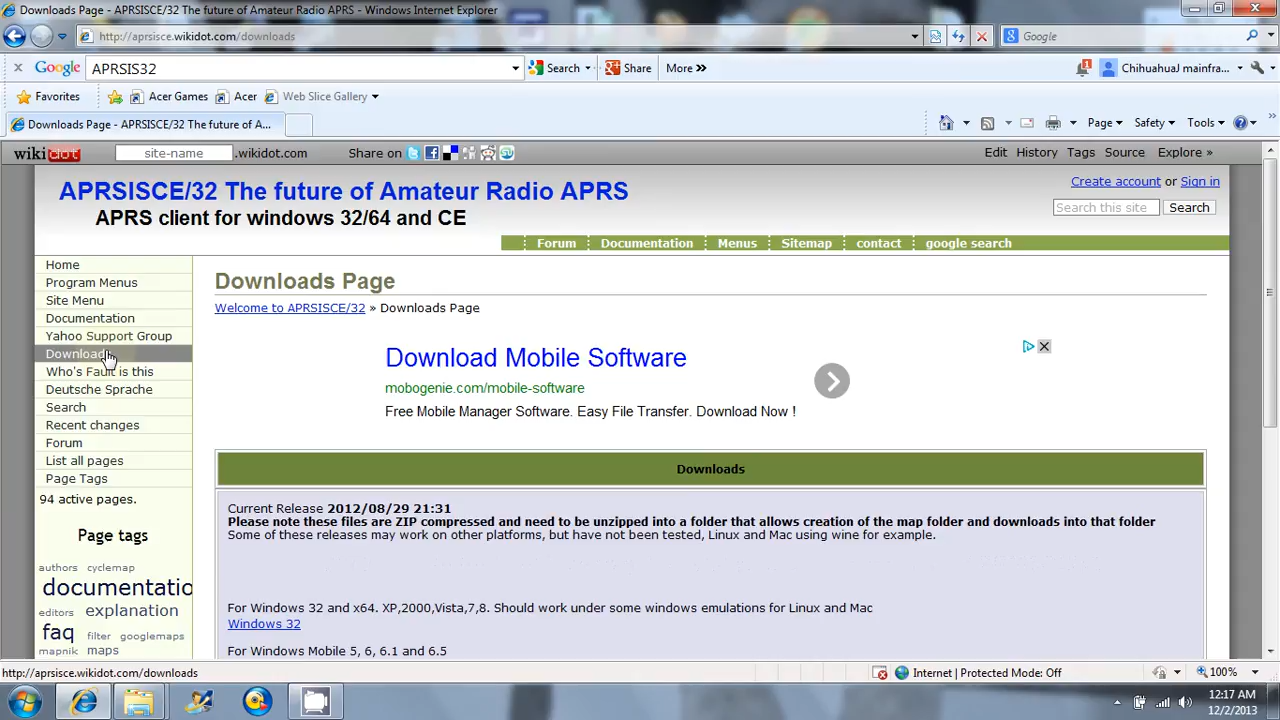 Downloads Page - APRSISCE/32 The future of Amateur Radio APRS - Windows Internet Explorer
http://aprsisce.wikidot.com/downloads
Google
Google
APRSIS32
Search
Share
More »
1
ChihuahuaJ mainfra...
Favorites
Acer Games
Acer
Web Slice Gallery
Downloads Page - APRSISCE/32 The future of A...
Page
Safety
Tools
wiki dot
site-name
.wikidot.com
Share on
Edit
History
Tags
Source
Explore »
APRSISCE/32 The future of Amateur Radio APRS
APRS client for windows 32/64 and CE
Create account or Sign in
Search this site
Search
Forum
Documentation
Menus
Sitemap
contact
google search
Home
Program Menus
Site Menu
Documentation
Yahoo Support Group
Downloads
Who's Fault is this
Deutsche Sprache
Search
Recent changes
Forum
List all pages
Page Tags
94 active pages.
Page tags
authors cyclemap
documentatio
editors explanation
faq filter googlemaps
mapnik maps
Downloads Page
Welcome to APRSISCE/32 » Downloads Page
Download Mobile Software
mobogenie.com/mobile-software
Free Mobile Manager Software. Easy File Transfer. Download Now !
Downloads
Current Release 2012/08/29 21:31
Please note these files are ZIP compressed and need to be unzipped into a folder that allows creation of the map folder and downloads into that folder
Some of these releases may work on other platforms, but have not been tested, Linux and Mac using wine for example.
For Windows 32 and x64. XP,2000,Vista,7,8. Should work under some windows emulations for Linux and Mac
Windows 32
For Windows Mobile 5, 6, 6.1 and 6.5
http://aprsisce.wikidot.com/downloads
Internet | Protected Mode: Off
100%
12:17 AM
12/2/2013